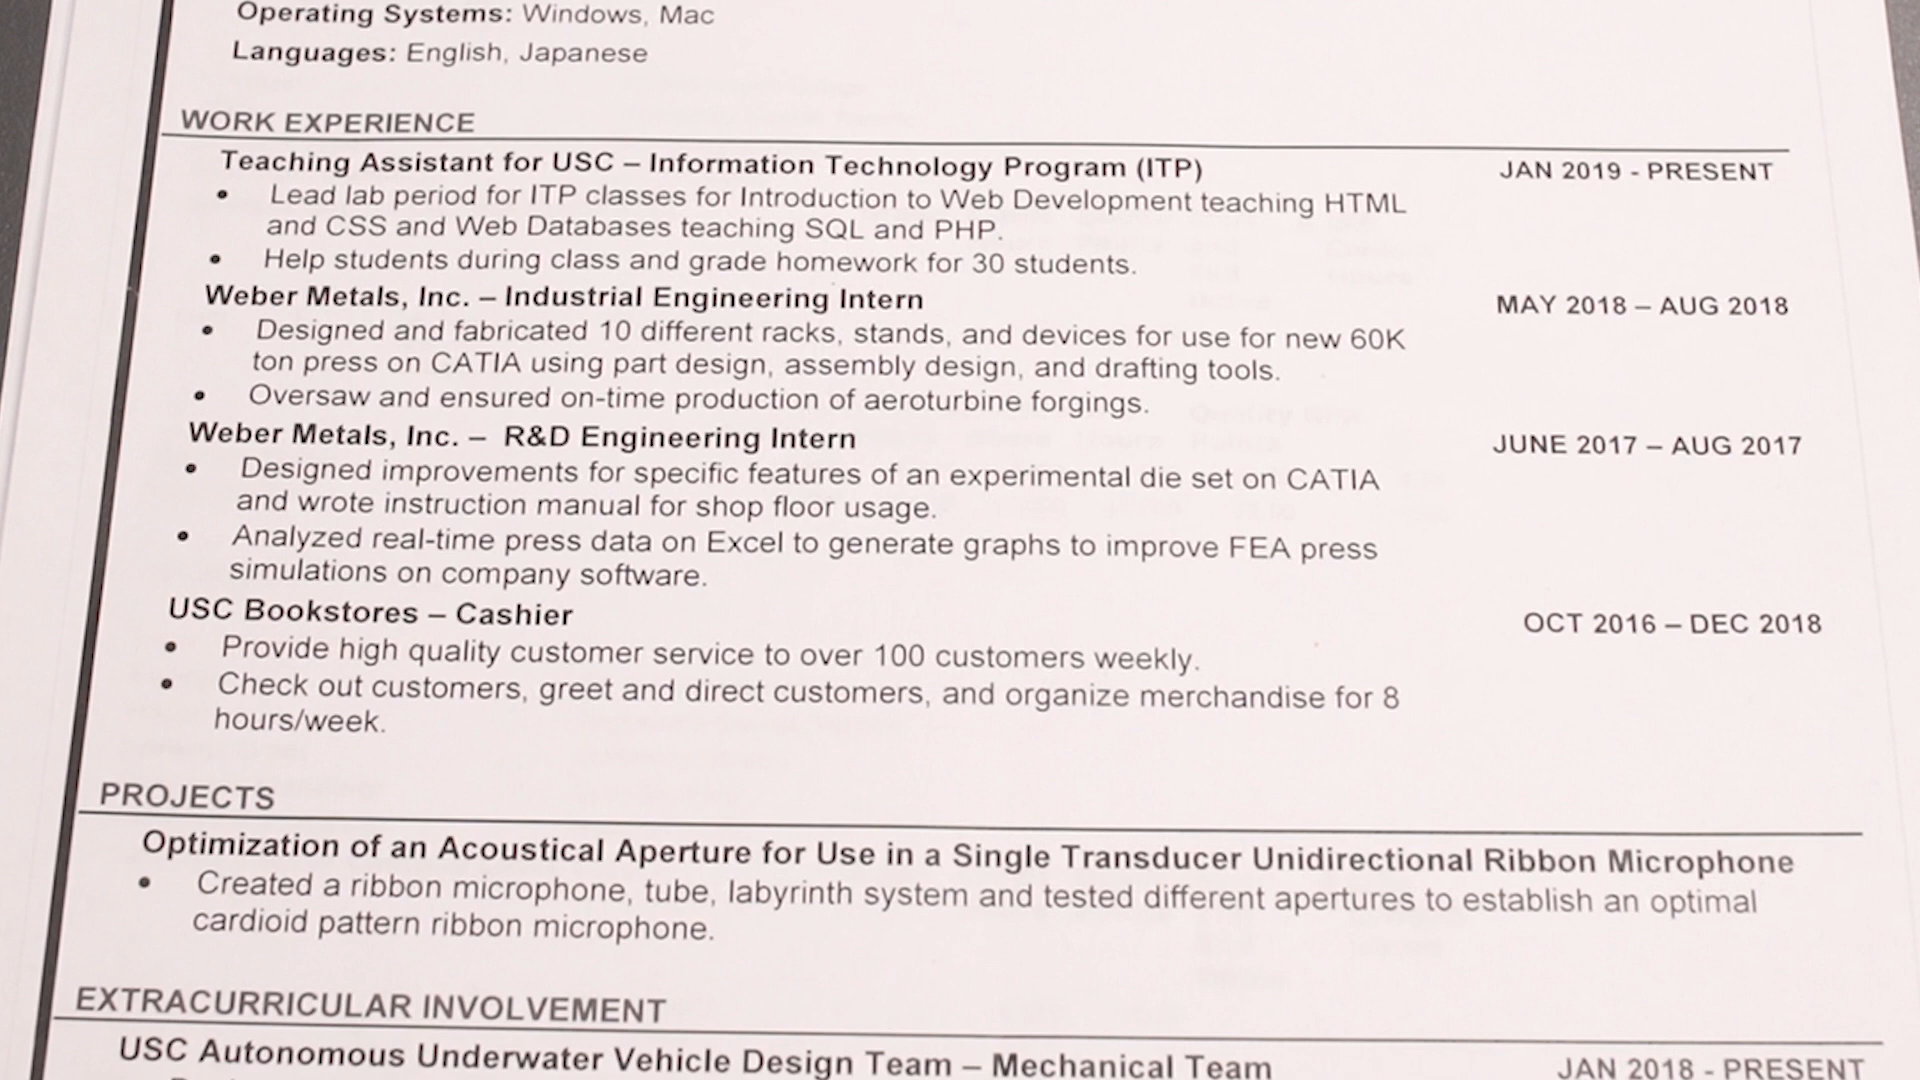 Operating Systems: Windows, Mac
Languages: English, Japanese
WORK EXPERIENCE
Teaching Assistant for USC – Information Technology Program (ITP) JAN 2019 - PRESENT
• Lead lab period for ITP classes for Introduction to Web Development teaching HTML
and CSS and Web Databases teaching SQL and PHP.
• Help students during class and grade homework for 30 students.
Weber Metals, Inc. – Industrial Engineering Intern MAY 2018 – AUG 2018
• Designed and fabricated 10 different racks, stands, and devices for use for new 60K
ton press on CATIA using part design, assembly design, and drafting tools.
• Oversaw and ensured on-time production of aeroturbine forgings.
Weber Metals, Inc. – R&D Engineering Intern JUNE 2017 – AUG 2017
• Designed improvements for specific features of an experimental die set on CATIA
and wrote instruction manual for shop floor usage.
• Analyzed real-time press data on Excel to generate graphs to improve FEA press
simulations on company software.
USC Bookstores – Cashier OCT 2016 – DEC 2018
• Provide high quality customer service to over 100 customers weekly.
• Check out customers, greet and direct customers, and organize merchandise for 8
hours/week.
PROJECTS
Optimization of an Acoustical Aperture for Use in a Single Transducer Unidirectional Ribbon Microphone
• Created a ribbon microphone, tube, labyrinth system and tested different apertures to establish an optimal
cardioid pattern ribbon microphone.
EXTRACURRICULAR INVOLVEMENT
USC Autonomous Underwater Vehicle Design Team – Mechanical Team JAN 2018 - PRESENT